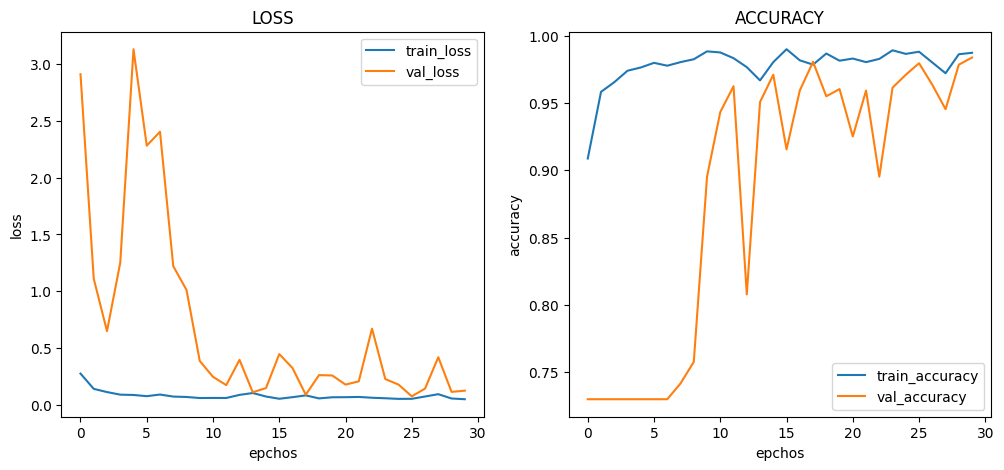 LOSS
train_loss
val_loss
3.0
2.5
2.0
1.5
1.0
0.5
0.0
loss
0 5 10 15 20 25 30
epchos
ACCURACY
1.00
0.95
0.90
0.85
0.80
0.75
accuracy
train_accuracy
val_accuracy
0 5 10 15 20 25 30
epchos